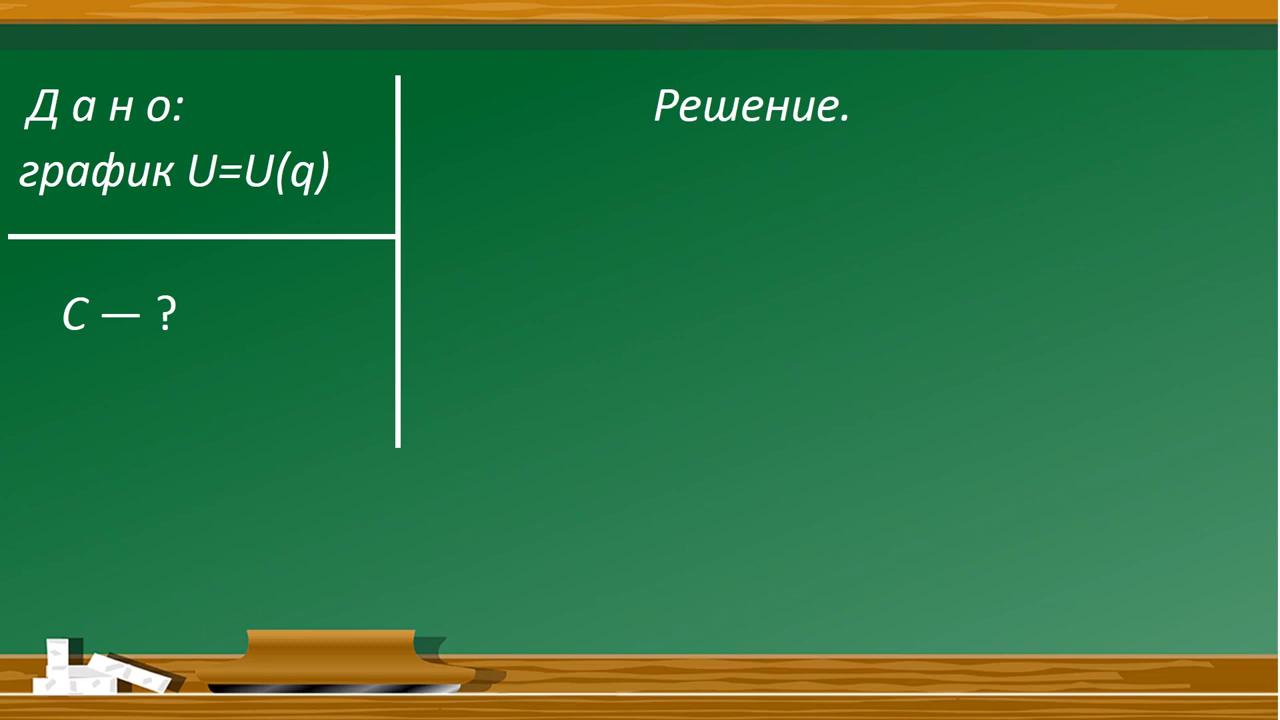 Д а н о:
график U=U(q)
C — ?
Решение.